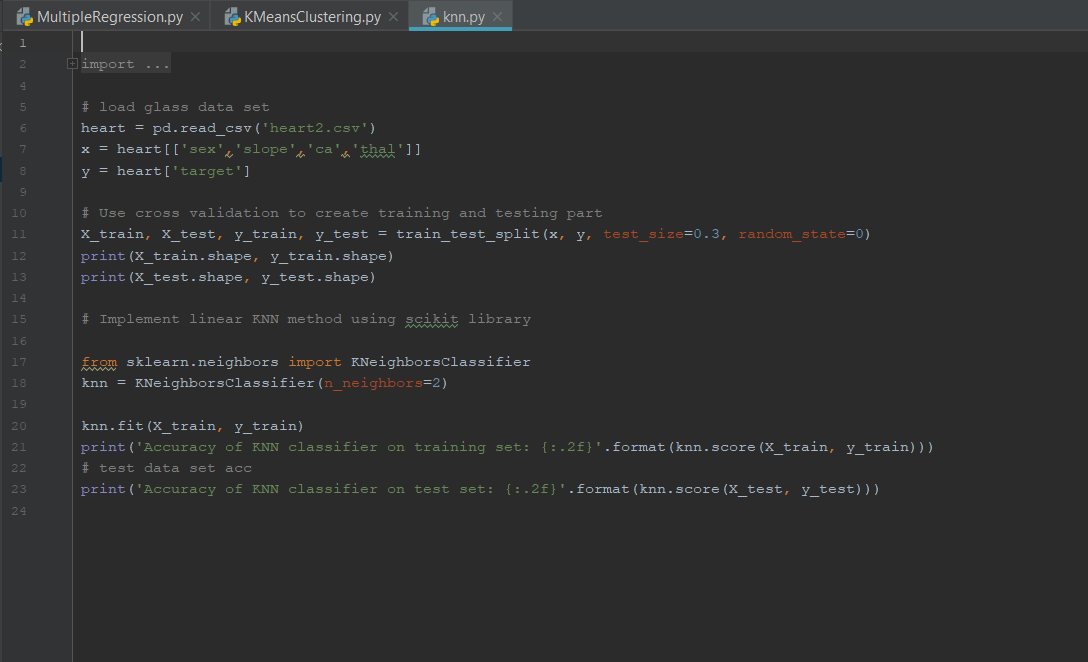 MultipleRegression.py KMeansClustering.py knn.py
1
2 import ...
4
5 # load glass data set
6 heart = pd.read_csv('heart2.csv')
7 x = heart[['sex','slope','ca','thal']]
8 y = heart['target']
9
10 # Use cross validation to create training and testing part
11 X_train, X_test, y_train, y_test = train_test_split(x, y, test_size=0.3, random_state=0)
12 print(X_train.shape, y_train.shape)
13 print(X_test.shape, y_test.shape)
14
15 # Implement linear KNN method using scikit library
16
17 from sklearn.neighbors import KNeighborsClassifier
18 knn = KNeighborsClassifier(n_neighbors=2)
19
20 knn.fit(X_train, y_train)
21 print('Accuracy of KNN classifier on training set: {:.2f}'.format(knn.score(X_train, y_train)))
22 # test data set acc
23 print('Accuracy of KNN classifier on test set: {:.2f}'.format(knn.score(X_test, y_test)))
24